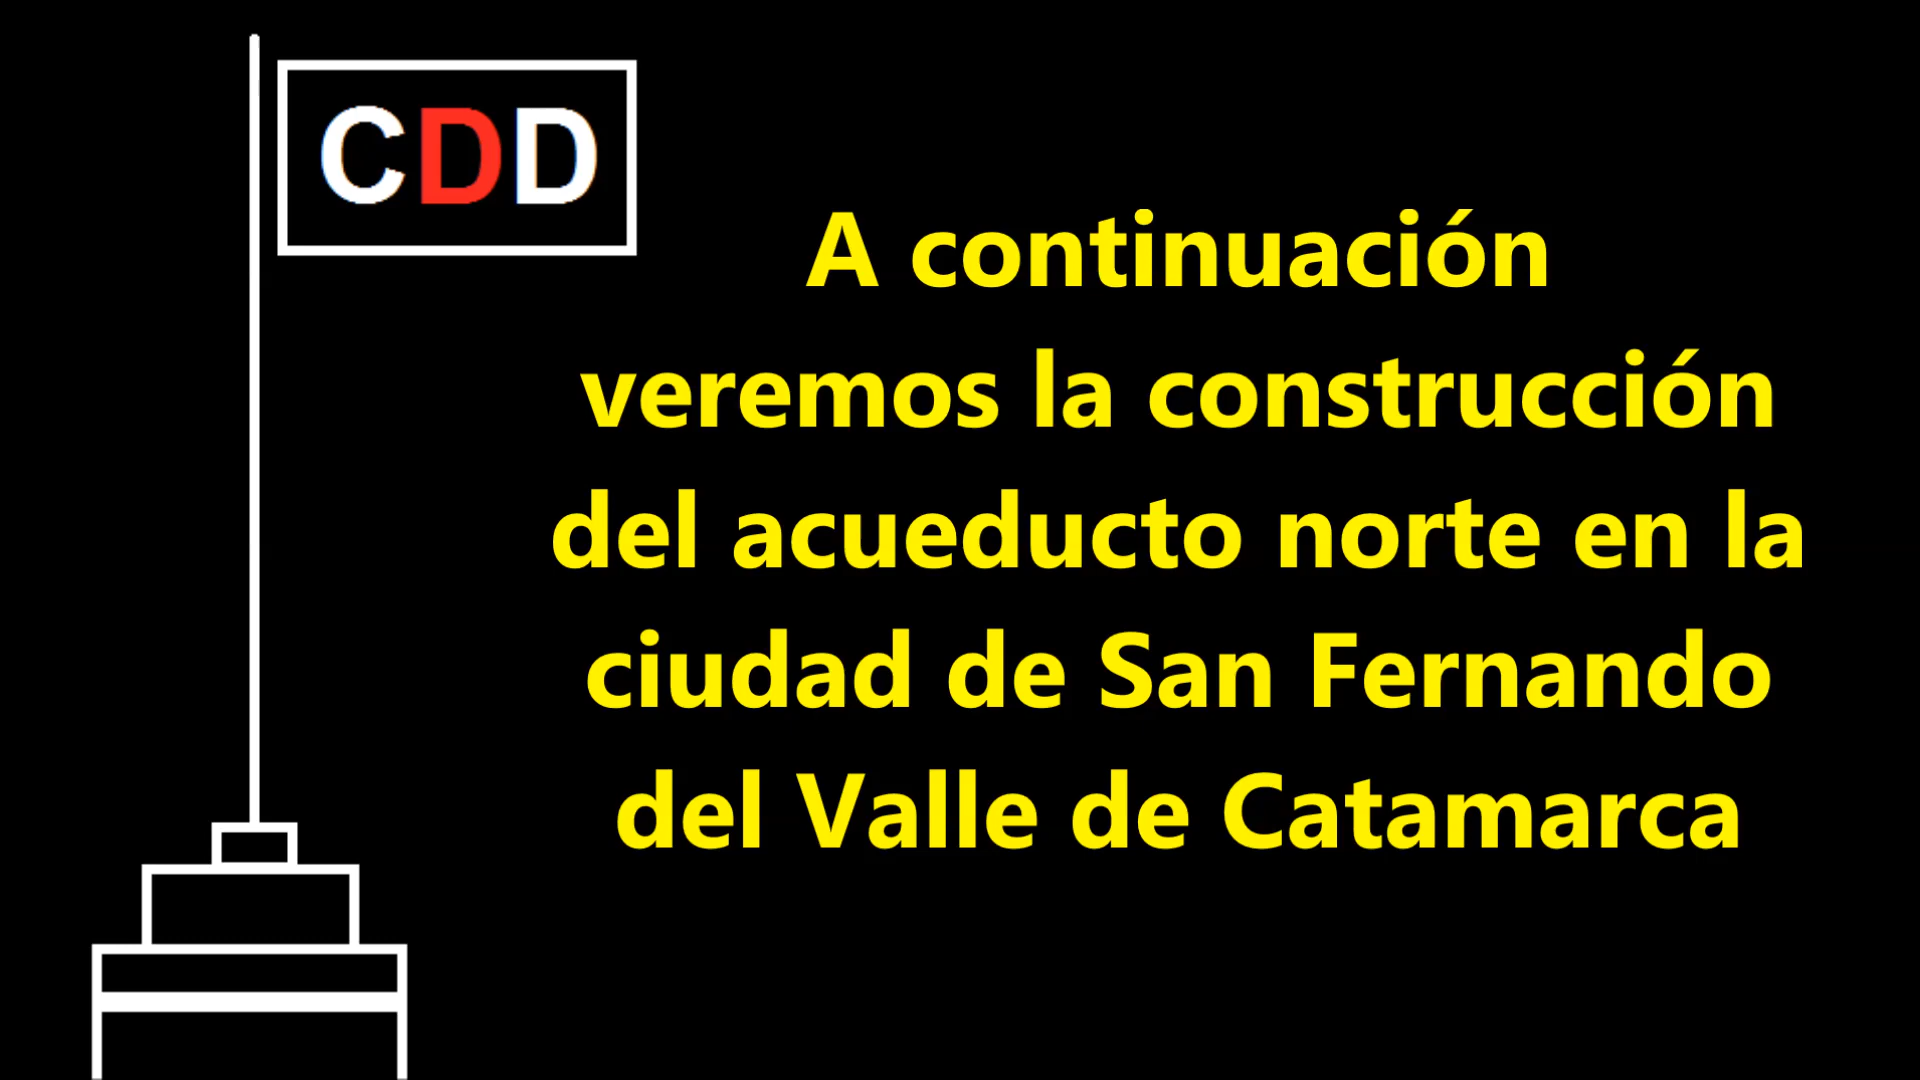 CDD
A continuación
veremos la construcción
del acueducto norte en la
ciudad de San Fernando
del Valle de Catamarca